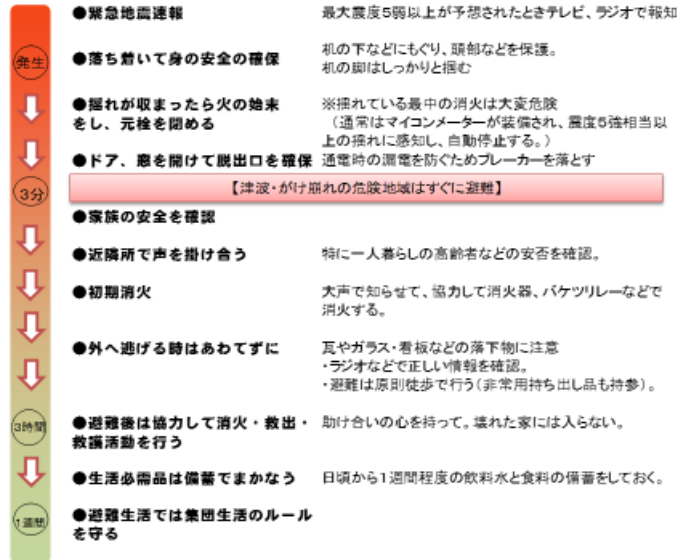 ●緊急地震速報 最大震度5弱以上が予想されたときテレビ、ラジオで報知
発生
●落ち着いて身の安全の確保 机の下などにもぐり、頭部などを保護。
机の脚はしっかりと掴む
●揺れが収まったら火の始末
をし、元栓を閉める
※揺れている最中の消火は大変危険
(通常はマイコンメーターが装備され、震度5強相当以
上の揺れに感知し、自動停止する。)
●ドア、窓を開けて脱出口を確保 通電時の漏電を防ぐためブレーカーを落とす
3分
【津波・がけ崩れの危険地域はすぐに避難】
●家族の安全を確認
●近隣所で声を掛け合う 特に一人暮らしの高齢者などの安否を確認。
●初期消火 大声で知らせて、協力して消火器、バケツリレーなどで
消火する。
●外へ逃げる時はあわてずに 瓦やガラス・看板などの落下物に注意
・ラジオなどで正しい情報を確認。
・避難は原則徒歩で行う(非常用持ち出し品も持参)。
3時間
●避難後は協力して消火・救出・
救護活動を行う
助け合いの心を持って。壊れた家には入らない。
●生活必需品は備蓄でまかなう 日頃から1週間程度の飲料水と食料の備蓄をしておく。
1週間
●避難生活では集団生活のルール
を守る